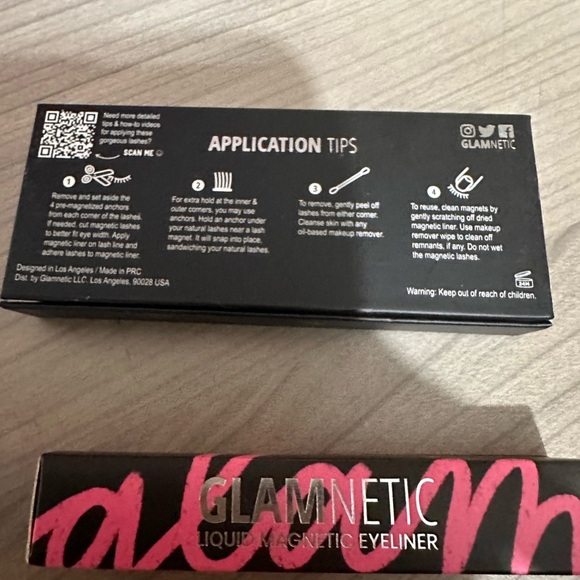 Need more detailed
tips & how-to videos
for applying these
gorgeous lashes?
SCAN ME
APPLICATION TIPS
GLAMNETIC
1
Remove and set aside the
4 pre-magnetized anchors
from each corner of the lashes.
If needed, cut magnetic lashes
to better fit eye width. Apply
magnetic liner on lash line and
adhere lashes to magnetic liner.
2
For extra hold at the inner &
outer corners, you may use
anchors. Hold an anchor under
your natural lashes near a lash
magnet. It will snap into place,
sandwiching your natural lashes.
3
To remove, gently peel off
lashes from either corner.
Cleanse skin with any
oil-based makeup remover.
4
To reuse, clean magnets by
gently scratching off dried
magnetic liner. Use makeup
remover wipe to clean off
remnants, if any. Do not wet
the magnetic lashes.
Designed in Los Angeles / Made in PRC
Dist. by Glamnetic LLC. Los Angeles, 90028 USA
24M
Warning: Keep out of reach of children.
glam
GLAMNETIC
LIQUID MAGNETIC EYELINER